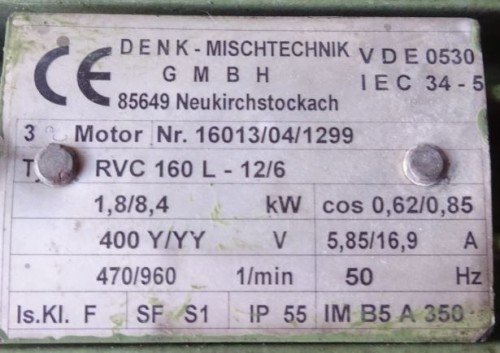 CE DENK - MISCHTECHNIK VDE 0530
GMBH IEC 34 - 5
85649 Neukirchstockach
3 Motor Nr. 16013/04/1299
RVC 160 L - 12/6
1,8/8,4 kW cos 0,62/0,85
400 Y/YY V 5,85/16,9 A
470/960 1/min 50 Hz
Is.Kl. F SF S1 IP 55 IM B5 A 350